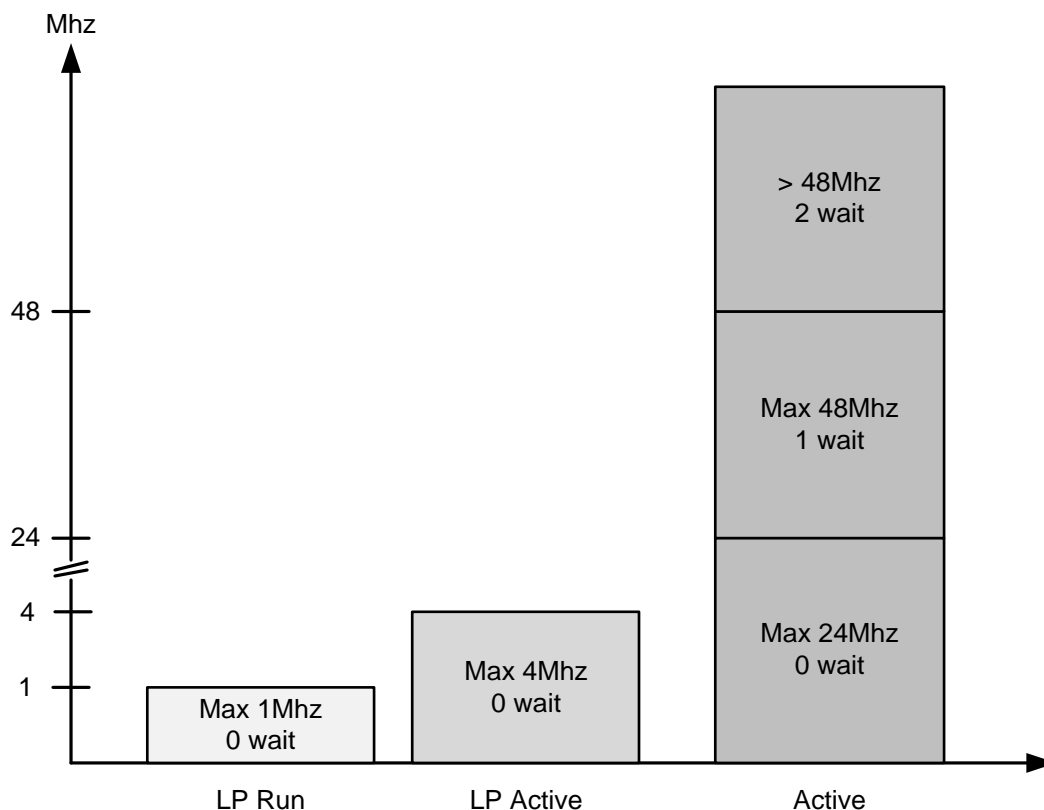 Mhz
> 48Mhz
2 wait
48
Max 48Mhz
1 wait
24
4
Max 24Mhz
0 wait
Max 4Mhz
0 wait
1
Max 1Mhz
0 wait
LP Run
LP Active
Active